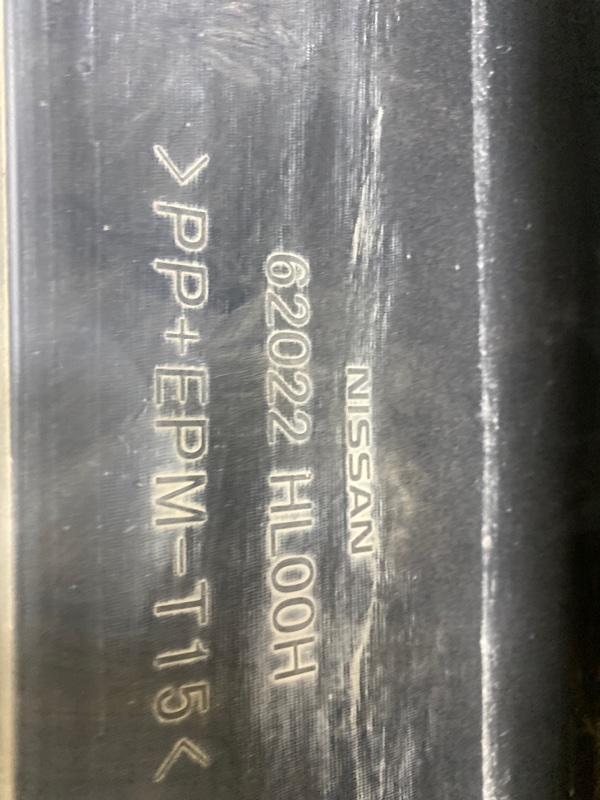 NISSAN
62022 HL00H
>PP+EPM-T15<